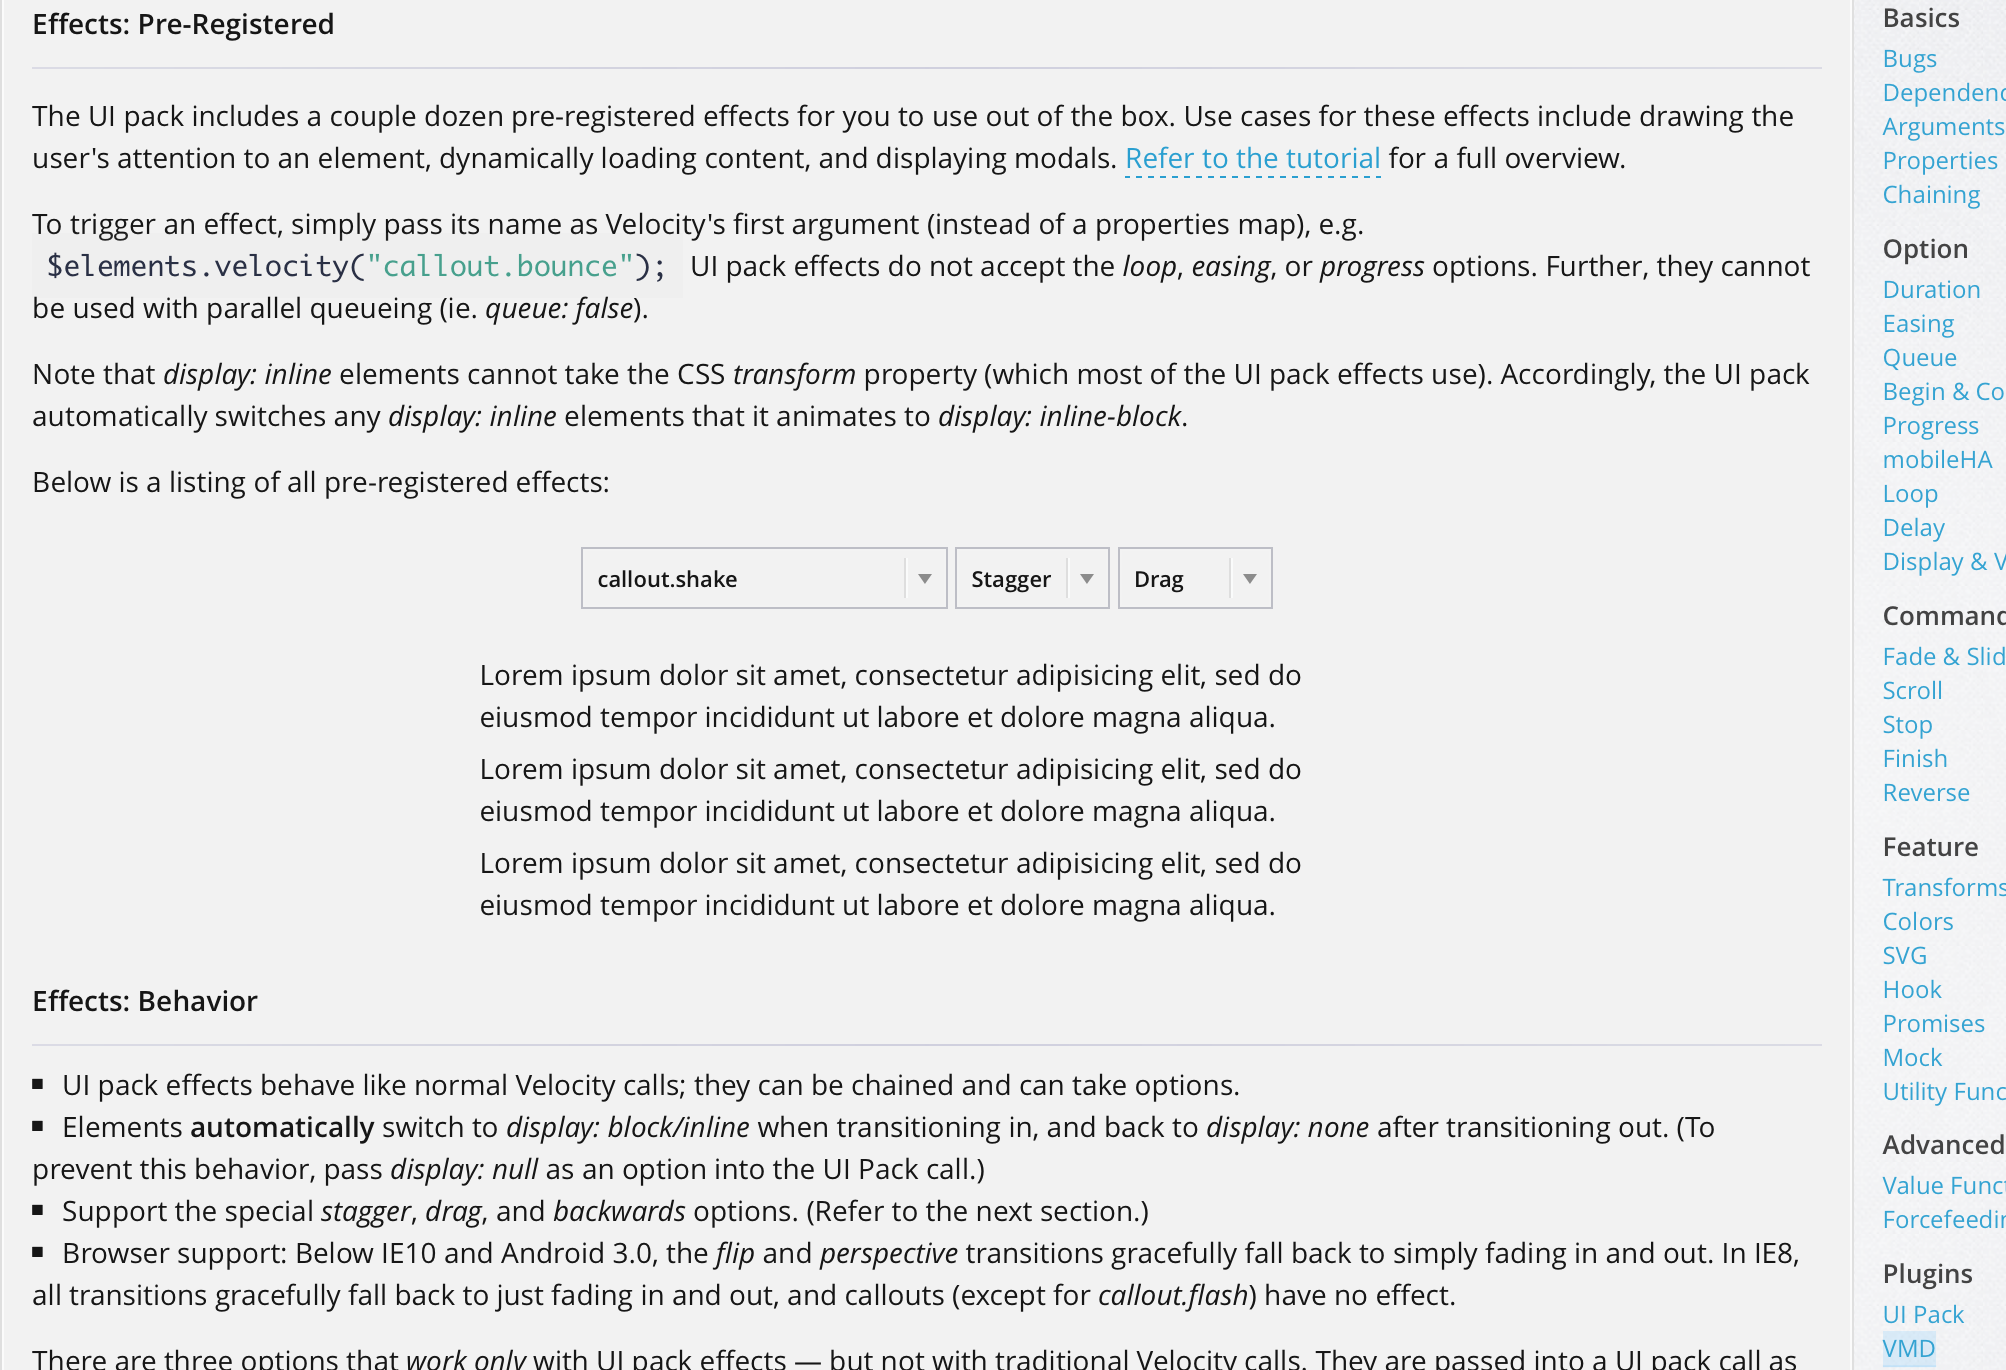 Effects: Pre-Registered
The UI pack includes a couple dozen pre-registered effects for you to use out of the box. Use cases for these effects include drawing the
user's attention to an element, dynamically loading content, and displaying modals. Refer to the tutorial for a full overview.
To trigger an effect, simply pass its name as Velocity's first argument (instead of a properties map), e.g.
$elements.velocity("callout.bounce"); UI pack effects do not accept the loop, easing, or progress options. Further, they cannot
be used with parallel queueing (ie. queue: false).
Note that display: inline elements cannot take the CSS transform property (which most of the UI pack effects use). Accordingly, the UI pack
automatically switches any display: inline elements that it animates to display: inline-block.
Below is a listing of all pre-registered effects:
callout.shake Stagger Drag
Lorem ipsum dolor sit amet, consectetur adipisicing elit, sed do
eiusmod tempor incididunt ut labore et dolore magna aliqua.
Lorem ipsum dolor sit amet, consectetur adipisicing elit, sed do
eiusmod tempor incididunt ut labore et dolore magna aliqua.
Lorem ipsum dolor sit amet, consectetur adipisicing elit, sed do
eiusmod tempor incididunt ut labore et dolore magna aliqua.
Effects: Behavior
▪ UI pack effects behave like normal Velocity calls; they can be chained and can take options.
▪ Elements automatically switch to display: block/inline when transitioning in, and back to display: none after transitioning out. (To
prevent this behavior, pass display: null as an option into the UI Pack call.)
▪ Support the special stagger, drag, and backwards options. (Refer to the next section.)
▪ Browser support: Below IE10 and Android 3.0, the flip and perspective transitions gracefully fall back to simply fading in and out. In IE8,
all transitions gracefully fall back to just fading in and out, and callouts (except for callout.flash) have no effect.
There are three options that work only with UI pack effects — but not with traditional Velocity calls. They are passed into a UI pack call as
Basics
Bugs
Dependenc
Arguments
Properties
Chaining
Option
Duration
Easing
Queue
Begin & Co
Progress
mobileHA
Loop
Delay
Display & V
Command
Fade & Slid
Scroll
Stop
Finish
Reverse
Feature
Transforms
Colors
SVG
Hook
Promises
Mock
Utility Func
Advanced
Value Funct
Forcefeedin
Plugins
UI Pack
VMD